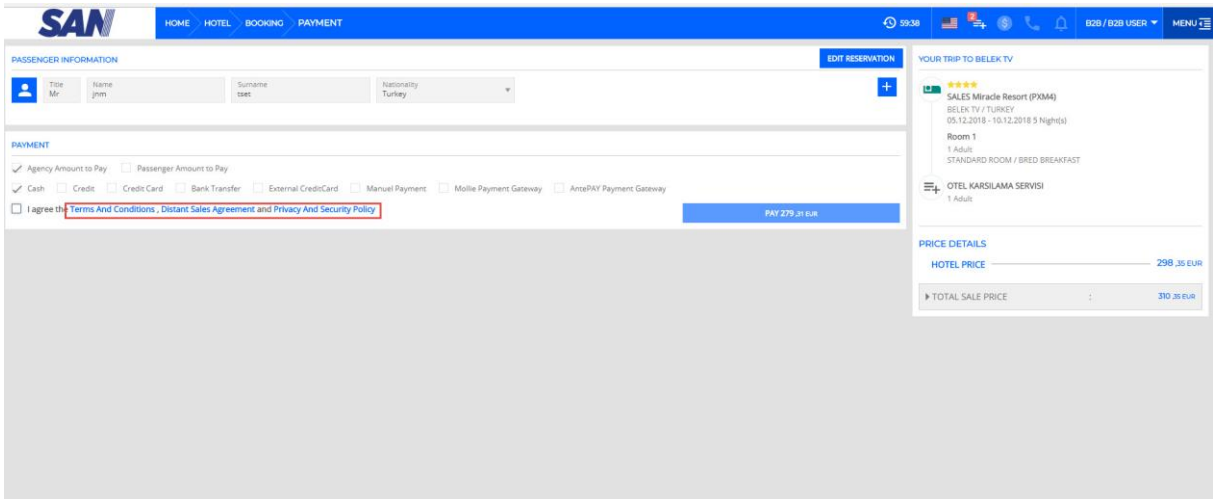 SAN
HOME HOTEL BOOKING PAYMENT
59:38
2
B2B / B2B USER
MENU
PASSENGER INFORMATION
EDIT RESERVATION
Title
Mr
Name
jnm
Surname
tset
Nationality
Turkey
PAYMENT
Agency Amount to Pay Passenger Amount to Pay
Cash Credit Credit Card Bank Transfer External CreditCard Manuel Payment Mollie Payment Gateway AntePAY Payment Gateway
I agree the Terms And Conditions , Distant Sales Agreement and Privacy And Security Policy
PAY 279 ,31 EUR
YOUR TRIP TO BELEK TV
SALES Miracle Resort (PXM4)
BELEK TV / TURKEY
05.12.2018 - 10.12.2018 5 Night(s)
Room 1
1 Adult
STANDARD ROOM / BRED BREAKFAST
OTEL KARSILAMA SERVISI
1 Adult
PRICE DETAILS
HOTEL PRICE 298 ,35 EUR
TOTAL SALE PRICE : 310 ,35 EUR